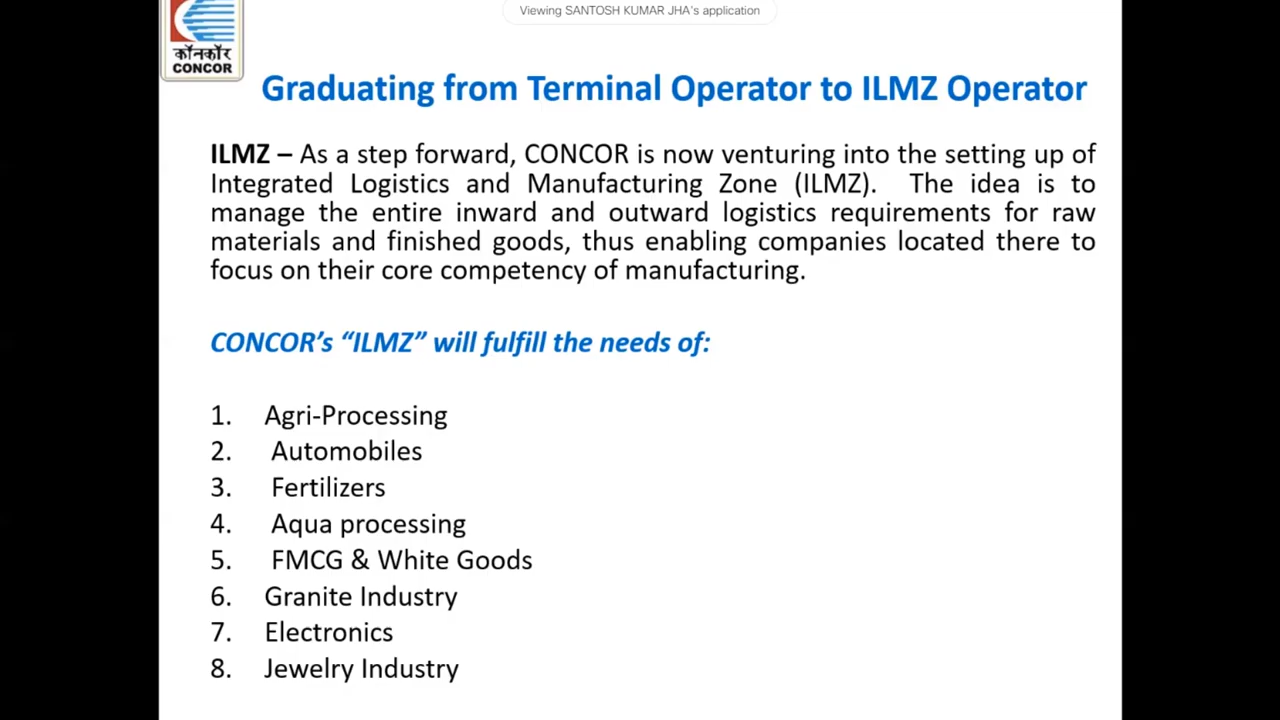 Viewing SANTOSH KUMAR JHA's application
कॉनकॉर
CONCOR
Graduating from Terminal Operator to ILMZ Operator
ILMZ – As a step forward, CONCOR is now venturing into the setting up of
Integrated Logistics and Manufacturing Zone (ILMZ). The idea is to
manage the entire inward and outward logistics requirements for raw
materials and finished goods, thus enabling companies located there to
focus on their core competency of manufacturing.
CONCOR’s “ILMZ” will fulfill the needs of:
1. Agri-Processing
2. Automobiles
3. Fertilizers
4. Aqua processing
5. FMCG & White Goods
6. Granite Industry
7. Electronics
8. Jewelry Industry